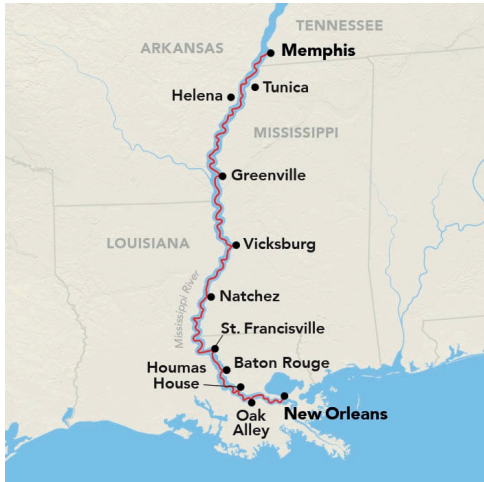 TENNESSEE
ARKANSAS
Memphis
Tunica
Helena
MISSISSIPPI
Greenville
LOUISIANA
Vicksburg
Mississippi River
Natchez
St. Francisville
Baton Rouge
Houmas
House
Oak
Alley
New Orleans